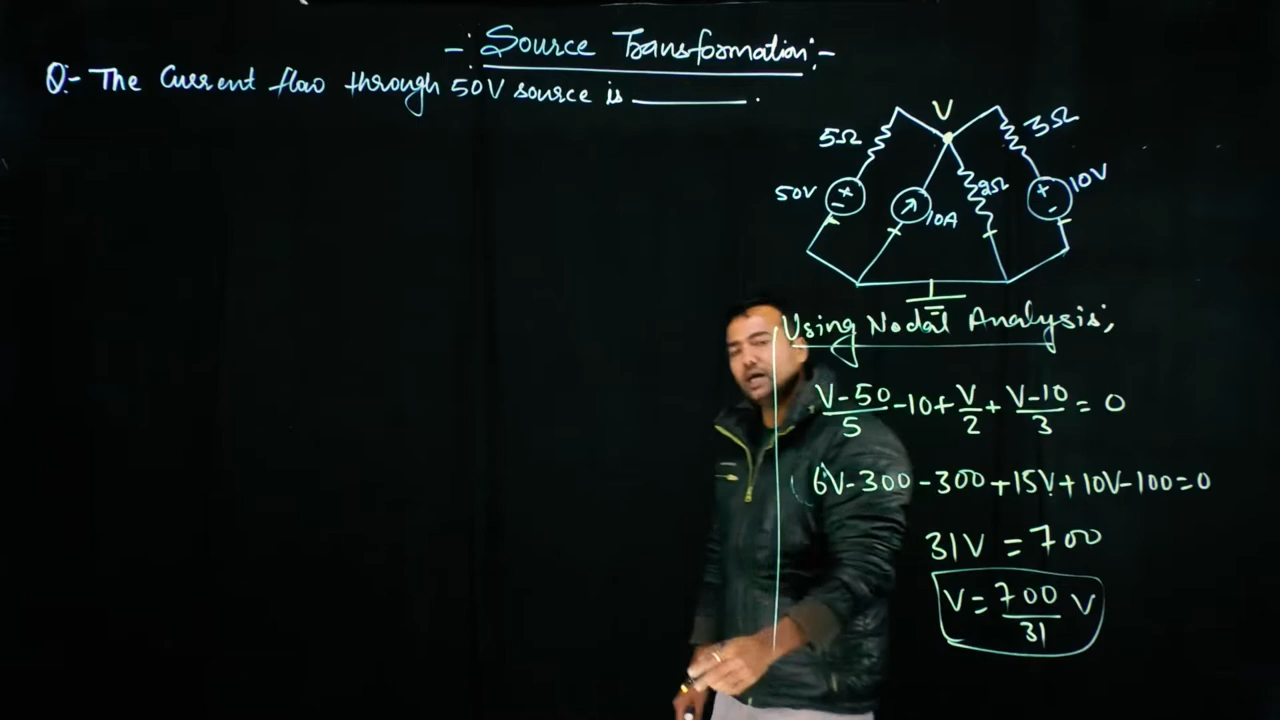 -: Source Transformation:-
Q:- The Current flow through 50V source is ______.
V
5Ω
3Ω
50V
+
-
10A
2Ω
+
-
10V
Using Nodal Analysis;
V-50/5 -10+ V/2 + V-10/3 = 0
6V-300-300+15V+10V-100=0
31V = 700
V = 700/31 V